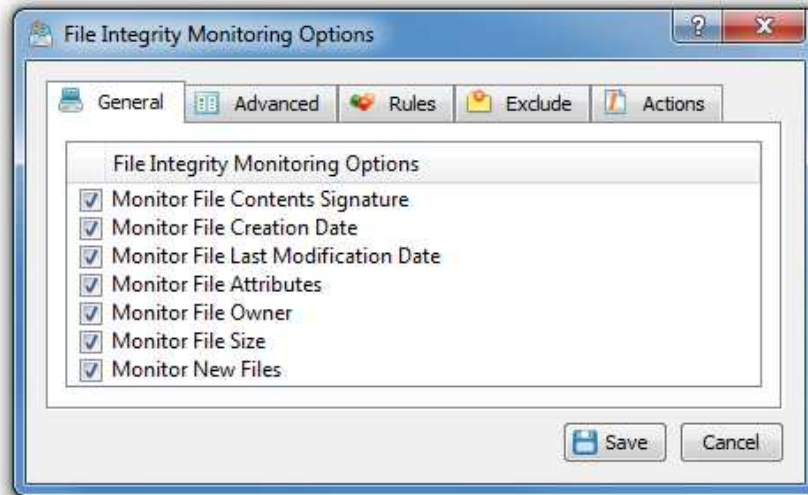 File Integrity Monitoring Options
?
General
Advanced
Rules
Exclude
Actions
File Integrity Monitoring Options
Monitor File Contents Signature
Monitor File Creation Date
Monitor File Last Modification Date
Monitor File Attributes
Monitor File Owner
Monitor File Size
Monitor New Files
Save
Cancel